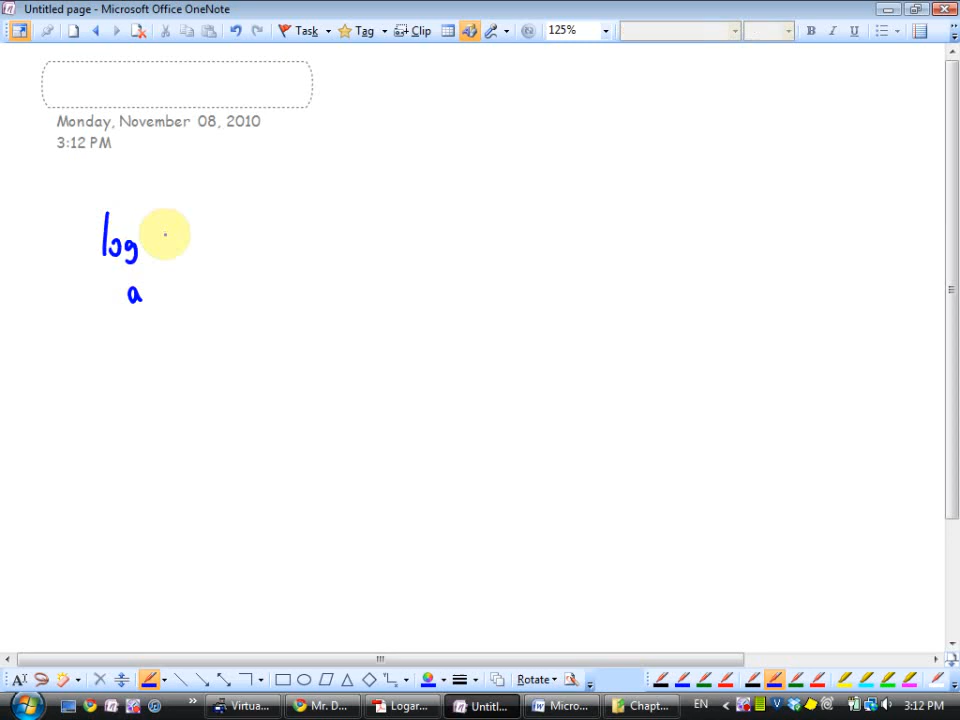 Untitled page - Microsoft Office OneNote
Task Tag Clip 125% B I U
Monday, November 08, 2010
3:12 PM
log
a
Rotate
Virtua... Mr. D... Logar... Untitl... Micro... Chapt... EN 3:12 PM